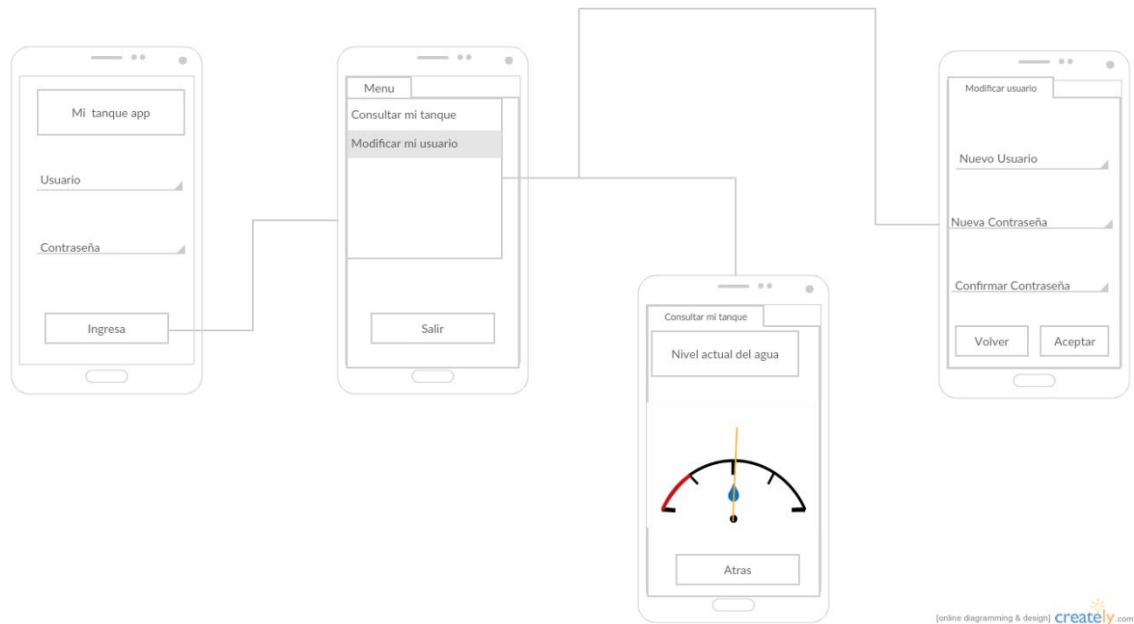 Mi tanque app
Usuario
Contraseña
Ingresa
Menu
Consultar mi tanque
Modificar mi usuario
Salir
Consultar mi tanque
Nivel actual del agua
Atras
Modificar usuario
Nuevo Usuario
Nueva Contraseña
Confirmar Contraseña
Volver
Aceptar
[online diagramming & design] creately.com